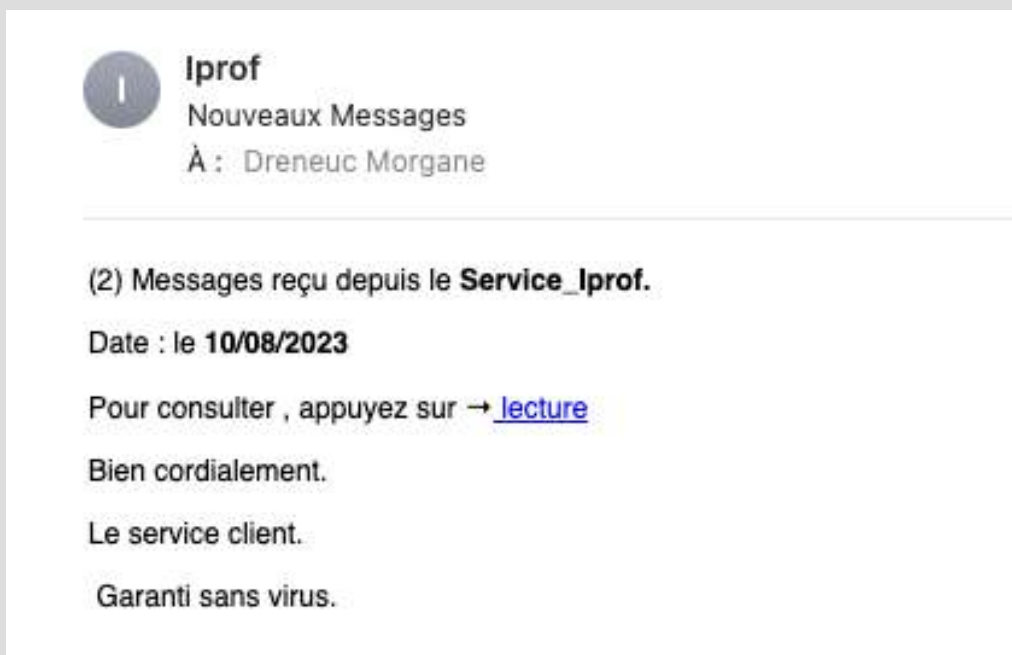 I
Iprof
Nouveaux Messages
À : Dreneuc Morgane
(2) Messages reçu depuis le Service_Iprof.
Date : le 10/08/2023
Pour consulter , appuyez sur → lecture
Bien cordialement.
Le service client.
Garanti sans virus.